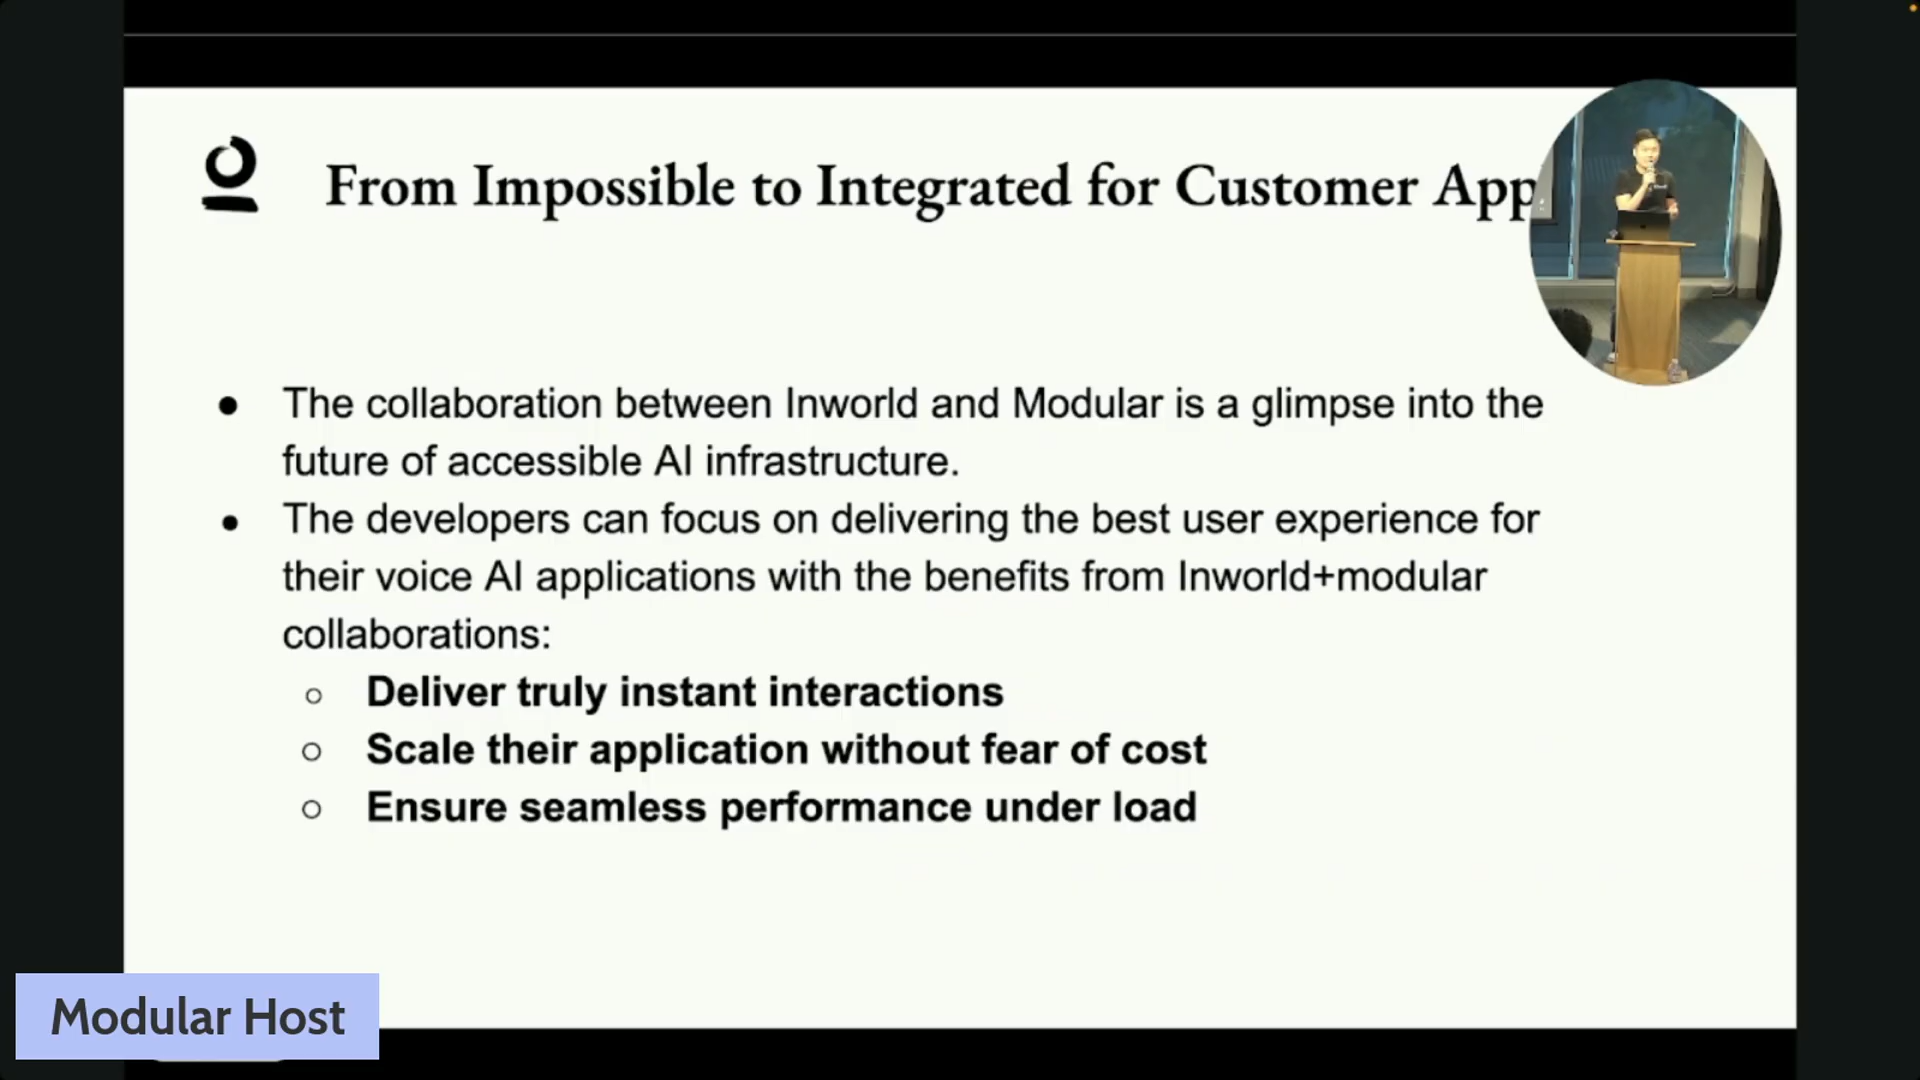 From Impossible to Integrated for Customer App
The collaboration between Inworld and Modular is a glimpse into the
future of accessible AI infrastructure.
The developers can focus on delivering the best user experience for
their voice AI applications with the benefits from Inworld+modular
collaborations:
Deliver truly instant interactions
Scale their application without fear of cost
Ensure seamless performance under load
Modular Host